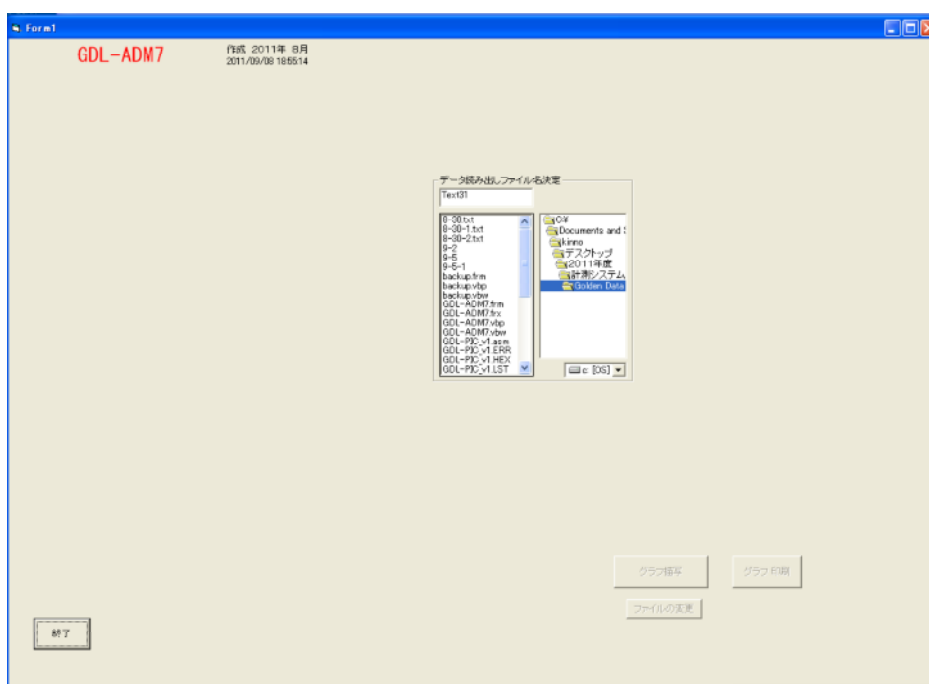 Form1
GDL-ADM7
作成 2011年 8月
2011/09/08 18:55:14
データ読み出しファイル名決定
Text31
8-30.txt
8-30-1.txt
8-30-2.txt
9-2
9-5
9-5-1
backup.frm
backup.vbp
backup.vbw
GDL-ADM7.frm
GDL-ADM7.frx
GDL-ADM7.vbp
GDL-ADM7.vbw
GDL-PIC_v1.asm
GDL-PIC_v1.ERR
GDL-PIC_v1.HEX
GDL-PIC_v1.LST
C:¥
Documents and
kinno
デスクトップ
2011年度
計測システム
Golden Data
c: [OS]
グラフ描写
グラフ印刷
ファイルの変更
終了